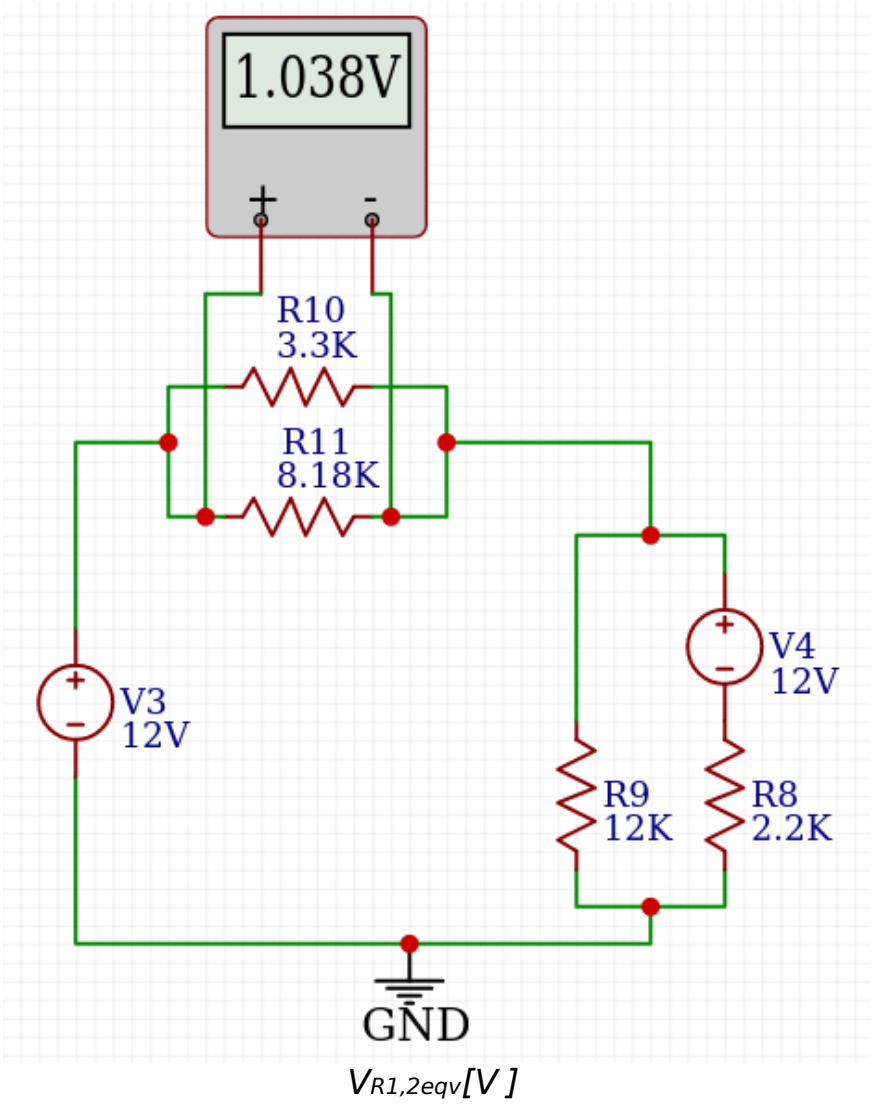 1.038V
+ -
R10
3.3K
R11
8.18K
+
-
V3
12V
+
-
V4
12V
R9
12K
R8
2.2K
GND
VR1,2eqv[V ]